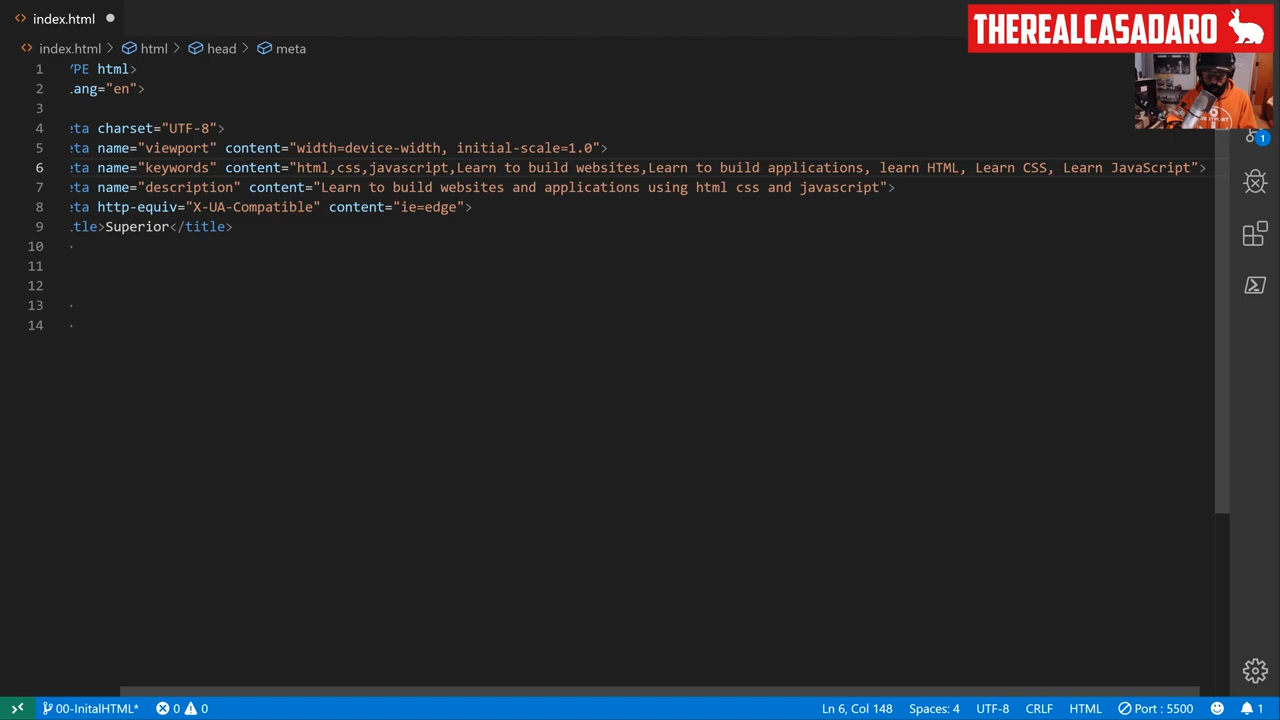 index.html
THEREALCASADARO
index.html > html > head > meta
1 YPE html>
2 lang="en">
3
4 eta charset="UTF-8">
5 eta name="viewport" content="width=device-width, initial-scale=1.0">
6 eta name="keywords" content="html,css,javascript,Learn to build websites,Learn to build applications, learn HTML, Learn CSS, Learn JavaScript">
7 eta name="description" content="Learn to build websites and applications using html css and javascript">
8 eta http-equiv="X-UA-Compatible" content="ie=edge">
9 tle>Superior</title>
10
11
12
13
14
1
00-InitalHTML* 0 0 Ln 6, Col 148 Spaces: 4 UTF-8 CRLF HTML Port : 5500 1